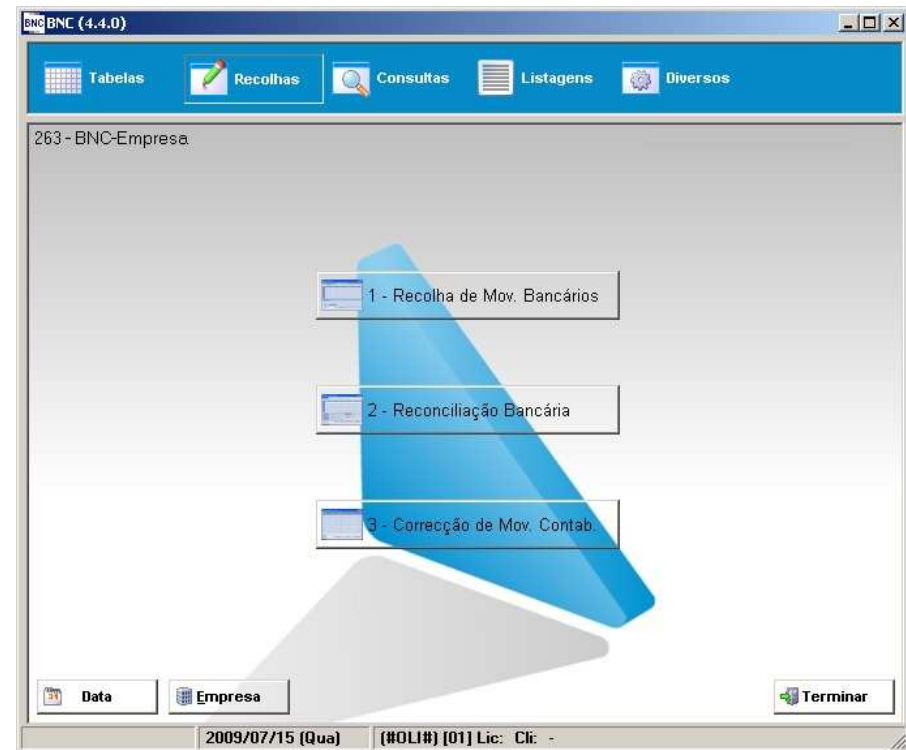 BNC BNC (4.4.0)
Tabelas Recolhas Consultas Listagens Diversos
263 - BNC-Empresa
1 - Recolha de Mov. Bancários
2 - Reconciliação Bancária
3 - Correcção de Mov. Contab.
31 Data Empresa Terminar
2009/07/15 (Qua) (#OLI#) [01] Lic: Cli: -